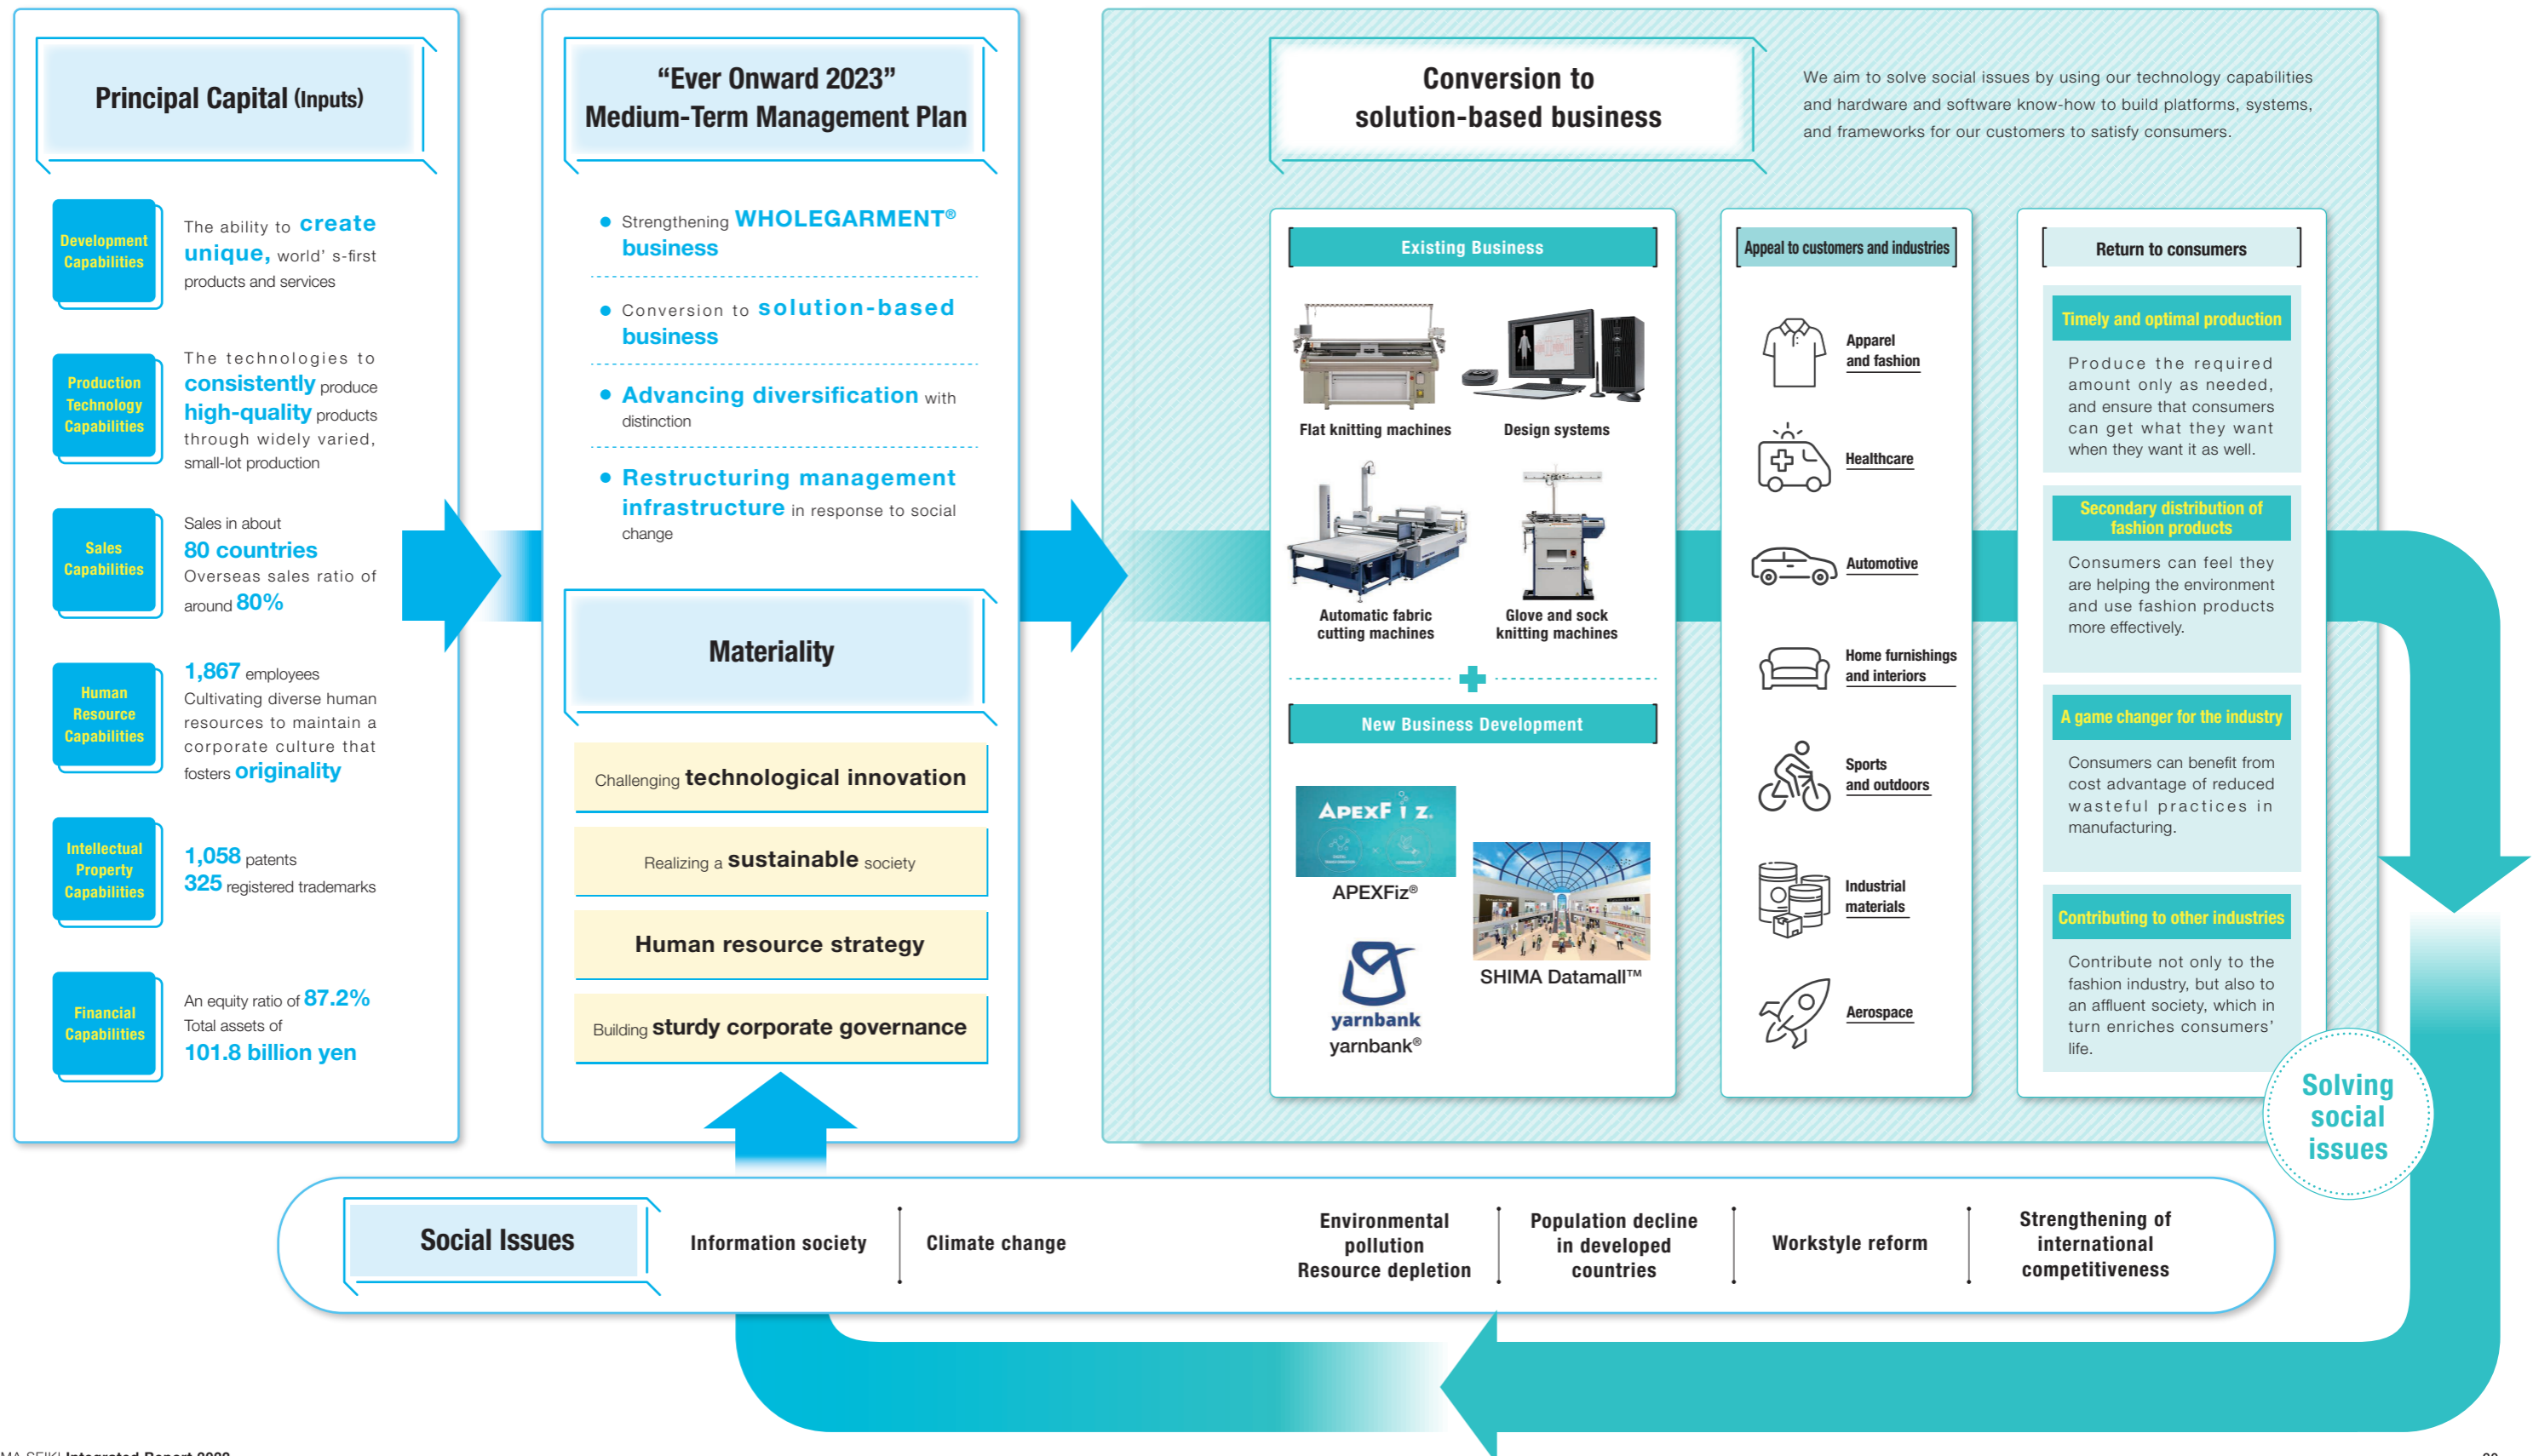 Principal Capital (Inputs)
Development
Capabilities
The ability to create
unique, world' s-first
products and services
Production
Technology
Capabilities
The technologies to
consistently produce
high-quality products
through widely varied,
small-lot production
Sales
Capabilities
Sales in about
80 countries
Overseas sales ratio of
around 80%
Human
Resource
Capabilities
1,867 employees
Cultivating diverse human
resources to maintain a
corporate culture that
fosters originality
Intellectual
Property
Capabilities
1,058 patents
325 registered trademarks
Financial
Capabilities
An equity ratio of 87.2%
Total assets of
101.8 billion yen
“Ever Onward 2023”
Medium-Term Management Plan
● Strengthening WHOLEGARMENT®
business
● Conversion to solution-based
business
● Advancing diversification with
distinction
● Restructuring management
infrastructure in response to social
change
Materiality
Challenging technological innovation
Realizing a sustainable society
Human resource strategy
Building sturdy corporate governance
Conversion to
solution-based business
We aim to solve social issues by using our technology capabilities
and hardware and software know-how to build platforms, systems,
and frameworks for our customers to satisfy consumers.
Existing Business
Flat knitting machines
Design systems
Automatic fabric
cutting machines
Glove and sock
knitting machines
New Business Development
APEXFiz.
APEXFiz®
yarnbank
yarnbank®
SHIMA Datamall™
Appeal to customers and industries
Apparel
and fashion
Healthcare
Automotive
Home furnishings
and interiors
Sports
and outdoors
Industrial
materials
Aerospace
Return to consumers
Timely and optimal production
Produce the required
amount only as needed,
and ensure that consumers
can get what they want
when they want it as well.
Secondary distribution of
fashion products
Consumers can feel they
are helping the environment
and use fashion products
more effectively.
A game changer for the industry
Consumers can benefit from
cost advantage of reduced
wasteful practices in
manufacturing.
Contributing to other industries
Contribute not only to the
fashion industry, but also to
an affluent society, which in
turn enriches consumers'
life.
Solving
social
issues
Social Issues
Information society
Climate change
Environmental
pollution
Resource depletion
Population decline
in developed
countries
Workstyle reform
Strengthening of
international
competitiveness